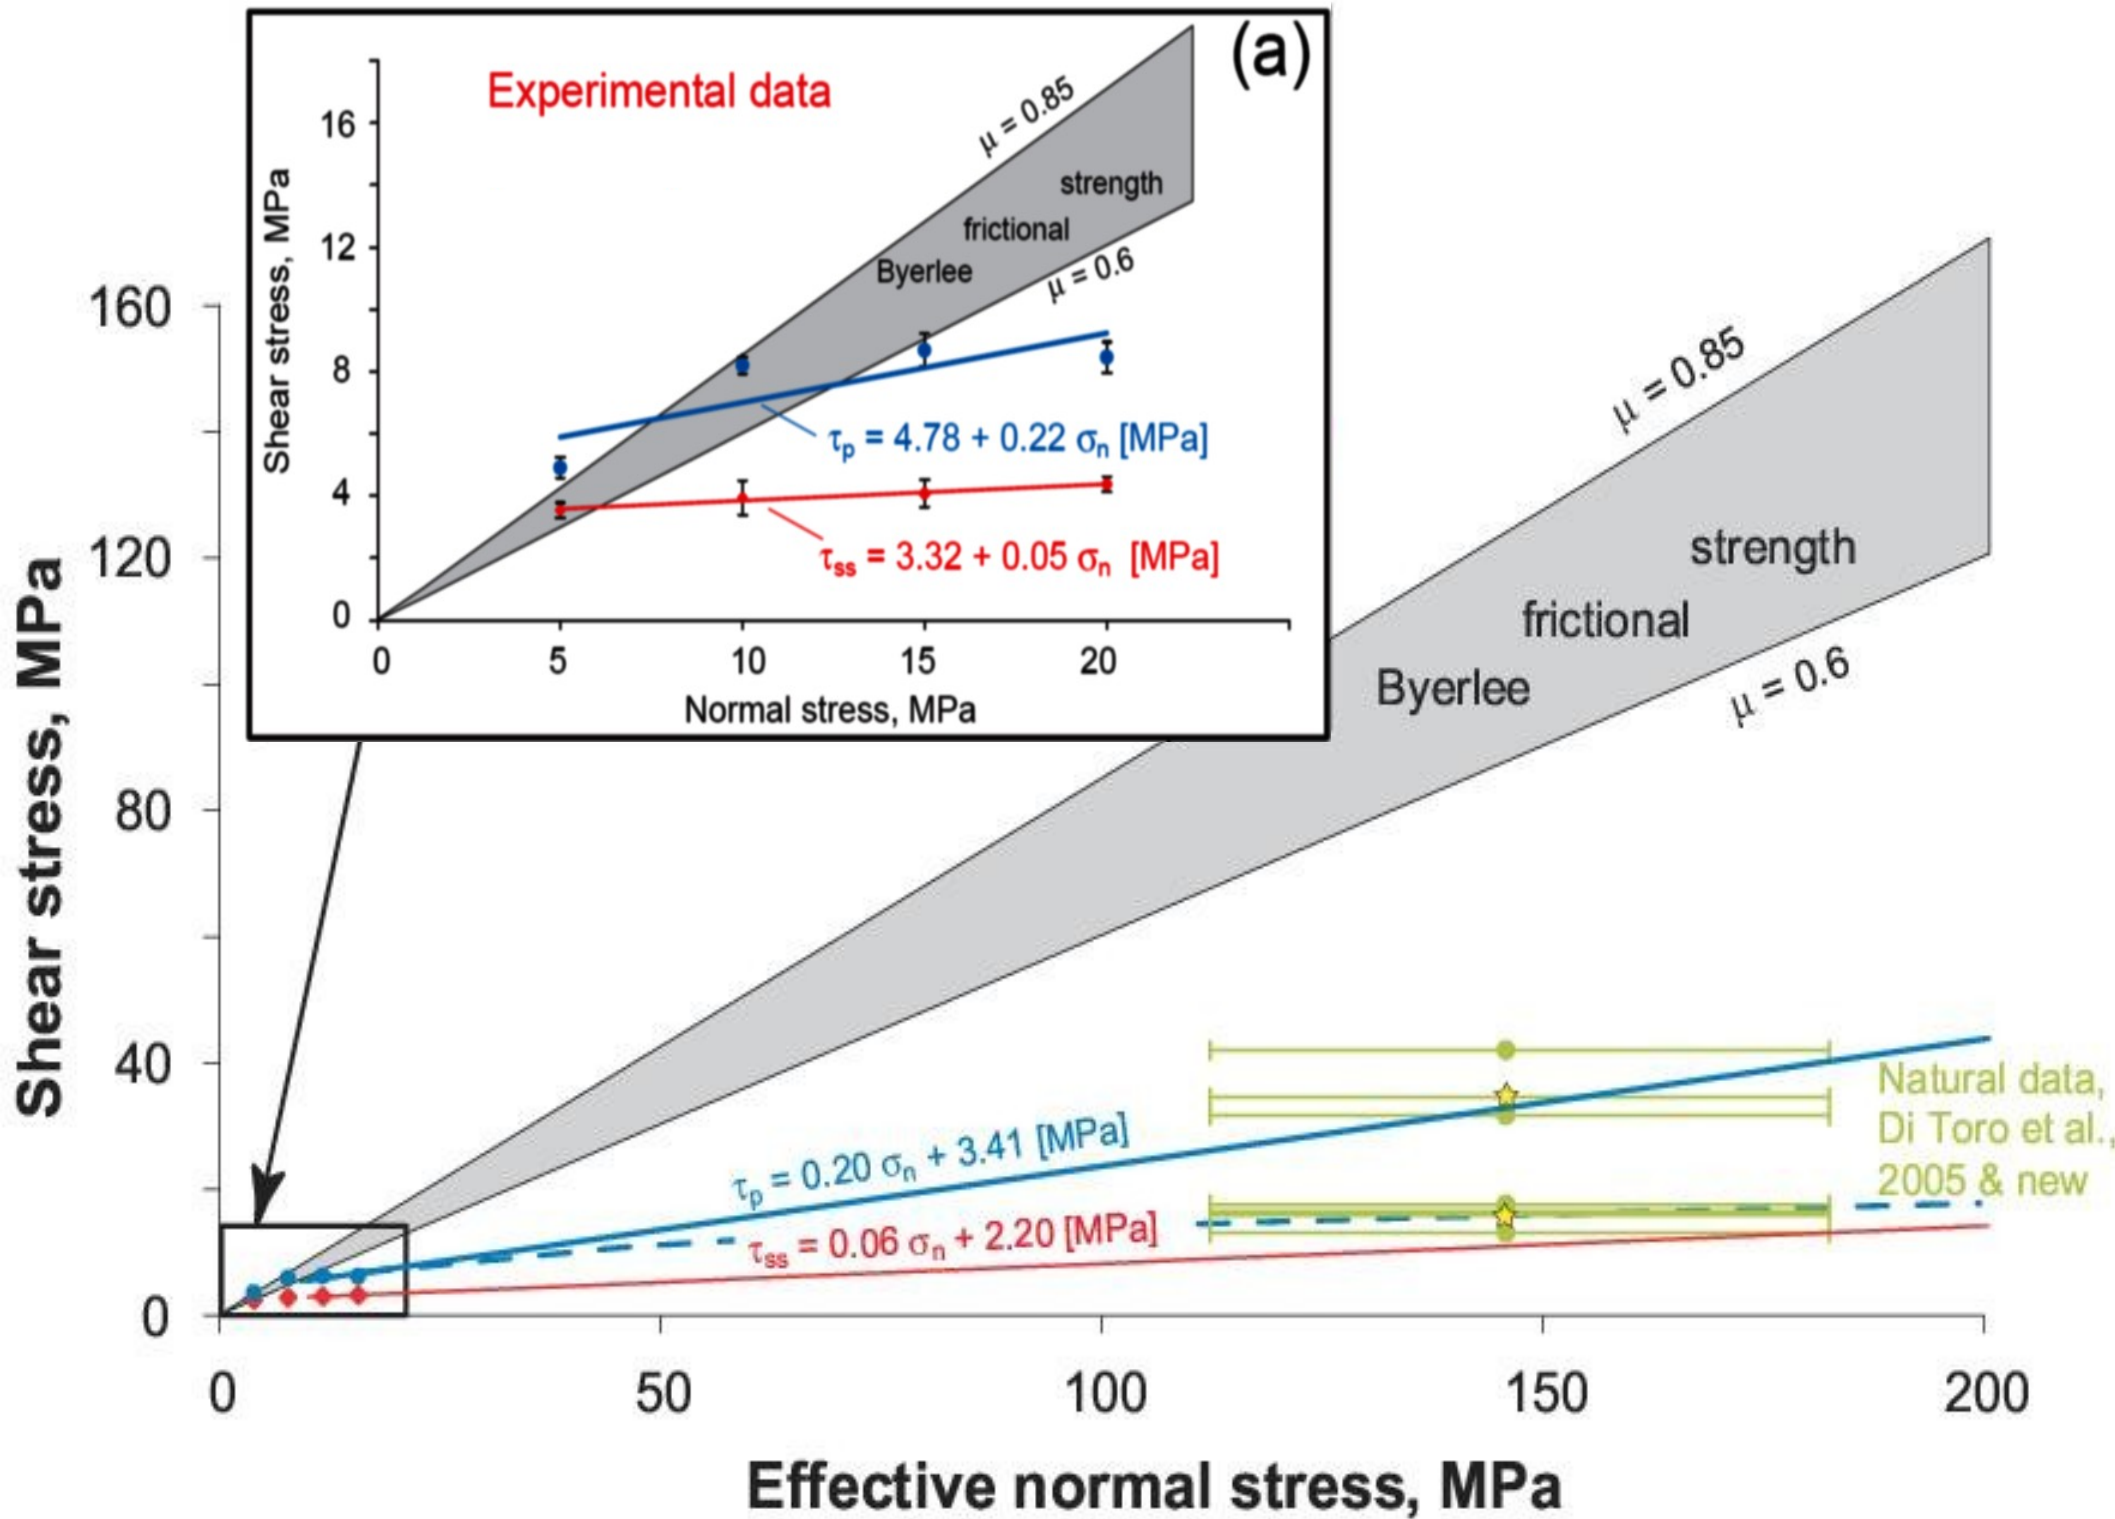 (a)
Experimental data
μ = 0.85
strength
frictional
Byerlee
μ = 0.6
16
12
8
4
0
Shear stress, MPa
τp = 4.78 + 0.22 σn [MPa]
τss = 3.32 + 0.05 σn [MPa]
0 5 10 15 20
Normal stress, MPa
160
120
80
40
0
Shear stress, MPa
μ = 0.85
strength
frictional
Byerlee
μ = 0.6
τp = 0.20 σn + 3.41 [MPa]
τss = 0.06 σn + 2.20 [MPa]
Natural data,
Di Toro et al.,
2005 & new
0 50 100 150 200
Effective normal stress, MPa